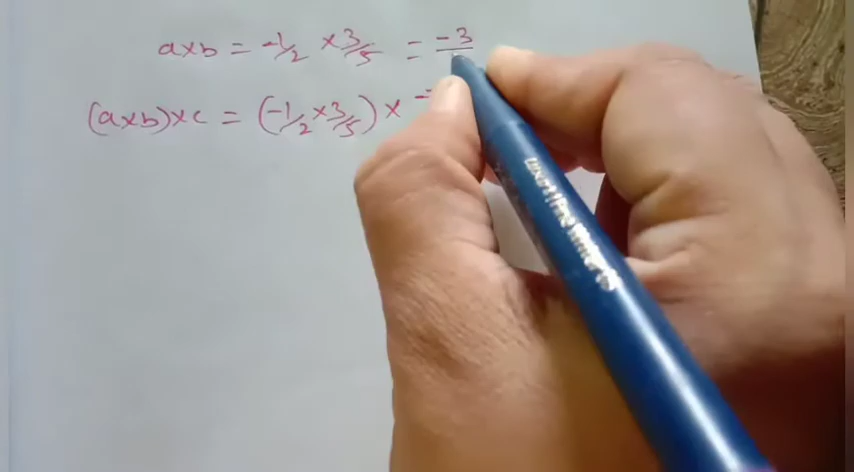 a×b = -1/2 × 3/5 = -3
(a×b)×c = (-1/2 × 3/5) × -